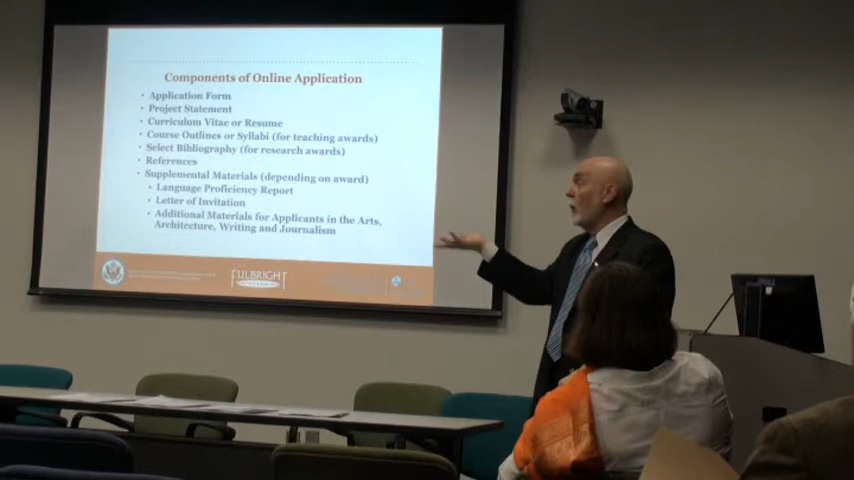 Components of Online Application
• Application Form
• Project Statement
• Curriculum Vitae or Resume
• Course Outlines or Syllabi (for teaching awards)
• Select Bibliography (for research awards)
• References
• Supplemental Materials (depending on award)
• Language Proficiency Report
• Letter of Invitation
• Additional Materials for Applicants in the Arts,
Architecture, Writing and Journalism
FULBRIGHT
DELL